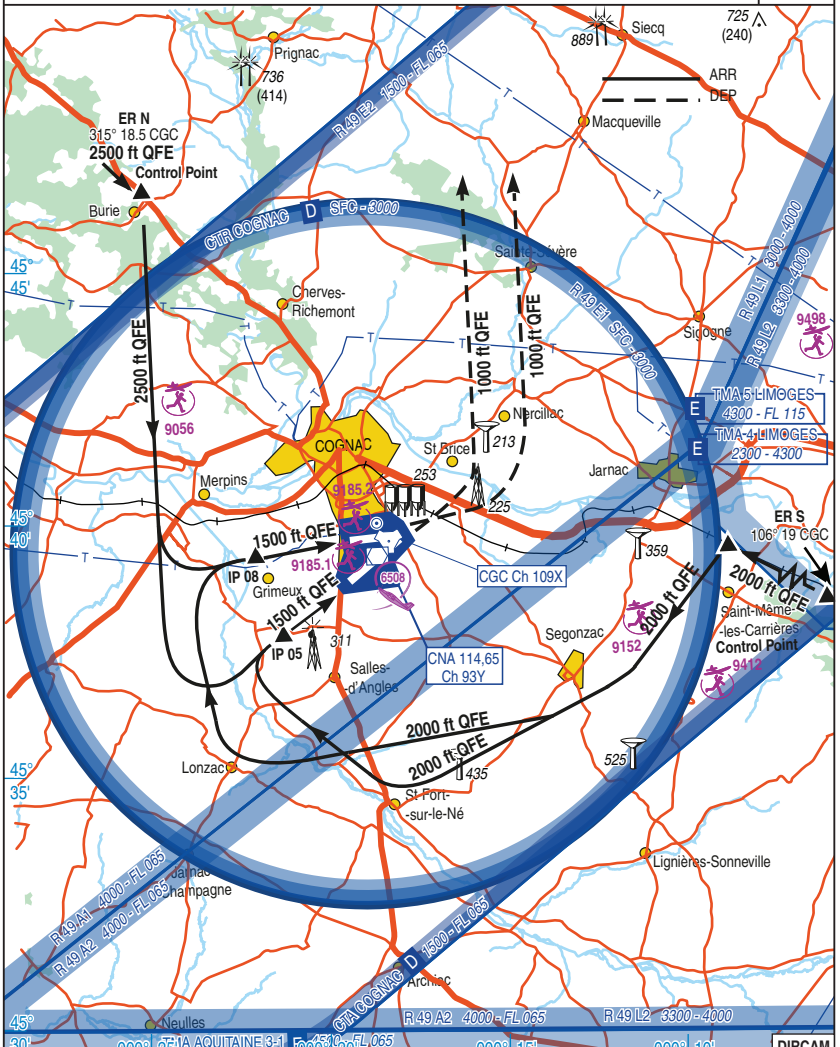 725
(240)
889
Siecq
Prignac
736
(414)
ARR
DEP
R 49 E2 1500 - FL 065
Macqueville
ER N
315° 18.5 CGC
2500 ft QFE
Control Point
Burie
CTR COGNAC D SFC - 3000
Sainte-Sévère
45°
45'
R 49 L1 3000 - 4000
R 49 L2 3300 - 4000
R 49 E1 SFC - 3000
Cherves-
Richemont
Sigogne
9498
2500 ft QFE
1000 ft QFE
1000 ft QFE
9056
E TMA 5 LIMOGES
4300 - FL 115
E TMA 4 LIMOGES
2300 - 4300
Nercillac
213
COGNAC
St Brice
Jarnac
Merpins
253
9185.2
225
45°
40'
ER S
106° 19 CGC
1500 ft QFE
359
2000 ft QFE
9185.1
IP 08
Grimeux
6508
CGC Ch 109X
1500 ft QFE
2000 ft QFE
Saint-Même-
-les-Carrières
Control Point
IP 05
311
Segonzac
9152
9412
CNA 114,65
Ch 93Y
Salles-
-d'Angles
2000 ft QFE
2000 ft QFE
Lonzac
435
525
45°
35'
St Fort-
-sur-le-Né
Lignières-Sonneville
Jarnac
Champagne
R 49 A1 4000 - FL 065
R 49 A2 4000 - FL 065
CTA COGNAC D 1500 - FL 065
Archiac
R 49 A2 4000 - FL 065
R 49 L2 3300 - 4000
45°
30'
Neulles
TMA AQUITAINE 3-1 E 4500 - FL 065
DIRCAM